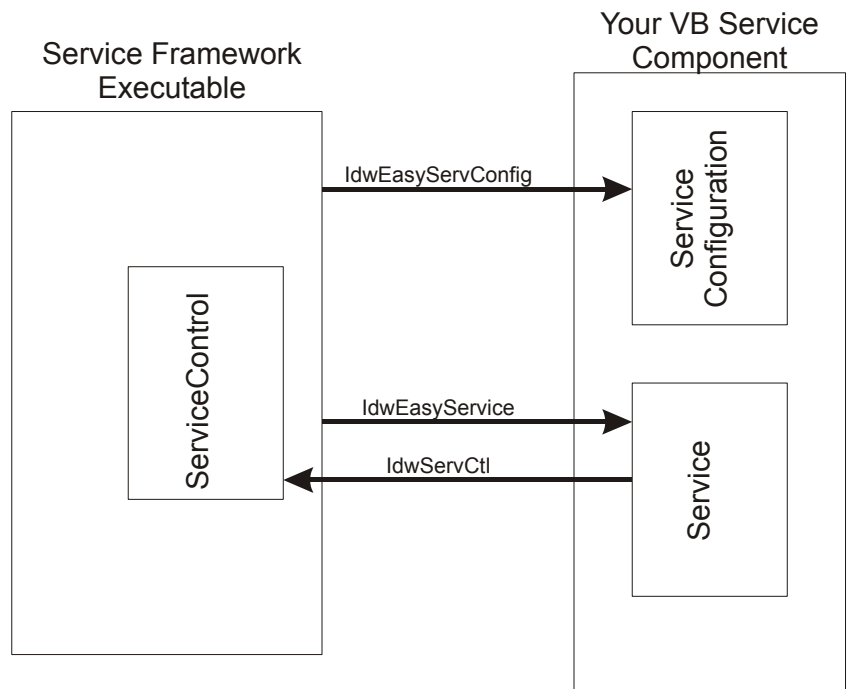 Service Framework
Executable
Your VB Service
Component
IdwEasyServConfig
Service
Configuration
ServiceControl
IdwEasyService
IdwServCtl
Service